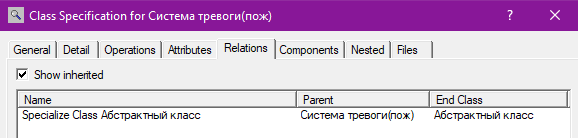 Class Specification for Система тревоги(пож)
? ×
General Detail Operations Attributes Relations Components Nested Files
Show inherited
Name Parent End Class
Specialize Class Абстрактный класс Система тревоги(пож) Абстрактный класс